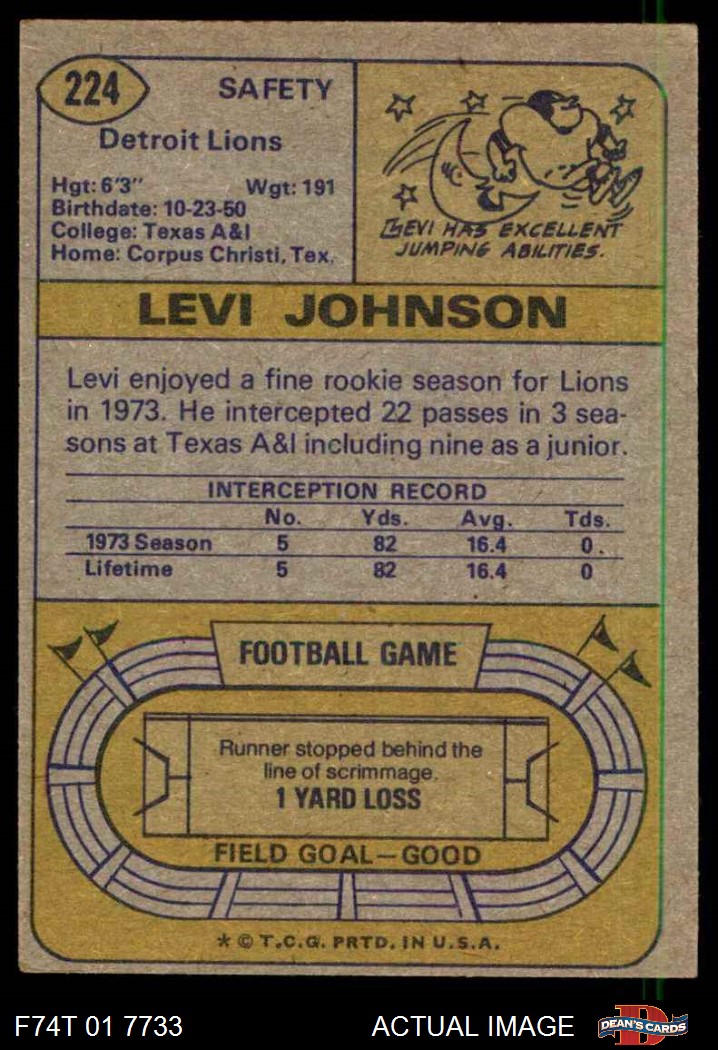 224
SAFETY
Detroit Lions
Hgt: 6'3" Wgt: 191
Birthdate: 10-23-50
College: Texas A&I
Home: Corpus Christi, Tex.
LEVI HAS EXCELLENT
JUMPING ABILITIES.
LEVI JOHNSON
Levi enjoyed a fine rookie season for Lions
in 1973. He intercepted 22 passes in 3 sea-
sons at Texas A&I including nine as a junior.
INTERCEPTION RECORD
No. Yds. Avg. Tds.
1973 Season 5 82 16.4 0
Lifetime 5 82 16.4 0
FOOTBALL GAME
Runner stopped behind the
line of scrimmage.
1 YARD LOSS
FIELD GOAL—GOOD
* © T.C.G. PRTD. IN U.S.A.
F74T 01 7733 ACTUAL IMAGE D DEAN'S CARDS